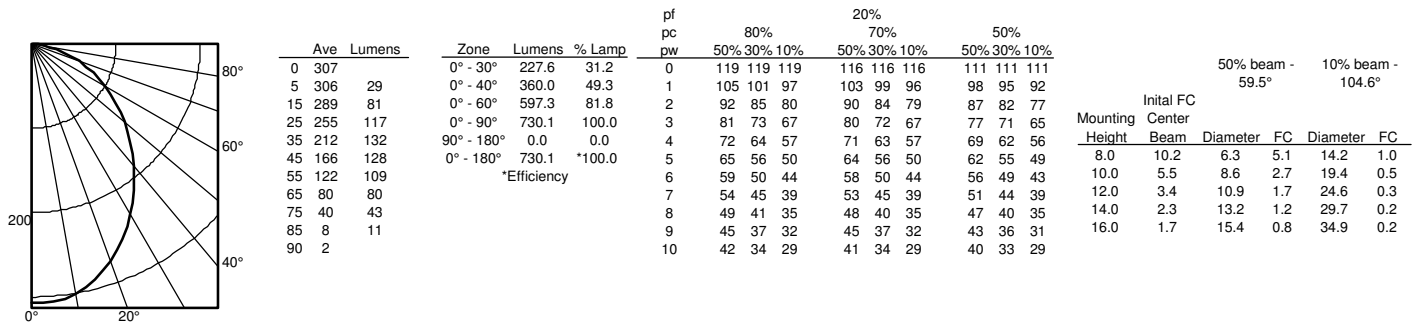 80°
60°
200
40°
0° 20°
Ave Lumens
0 307
5 306 29
15 289 81
25 255 117
35 212 132
45 166 128
55 122 109
65 80 80
75 40 43
85 8 11
90 2
Zone Lumens % Lamp
0° - 30° 227.6 31.2
0° - 40° 360.0 49.3
0° - 60° 597.3 81.8
0° - 90° 730.1 100.0
90° - 180° 0.0 0.0
0° - 180° 730.1 *100.0
*Efficiency
pf 20%
pc 80% 70% 50%
pw 50% 30% 10% 50% 30% 10% 50% 30% 10%
0 119 119 119 116 116 116 111 111 111
1 105 101 97 103 99 96 98 95 92
2 92 85 80 90 84 79 87 82 77
3 81 73 67 80 72 67 77 71 65
4 72 64 57 71 63 57 69 62 56
5 65 56 50 64 56 50 62 55 49
6 59 50 44 58 50 44 56 49 43
7 54 45 39 53 45 39 51 44 39
8 49 41 35 48 40 35 47 40 35
9 45 37 32 45 37 32 43 36 31
10 42 34 29 41 34 29 40 33 29
50% beam - 10% beam -
59.5° 104.6°
Inital FC
Mounting Center
Height Beam Diameter FC Diameter FC
8.0 10.2 6.3 5.1 14.2 1.0
10.0 5.5 8.6 2.7 19.4 0.5
12.0 3.4 10.9 1.7 24.6 0.3
14.0 2.3 13.2 1.2 29.7 0.2
16.0 1.7 15.4 0.8 34.9 0.2